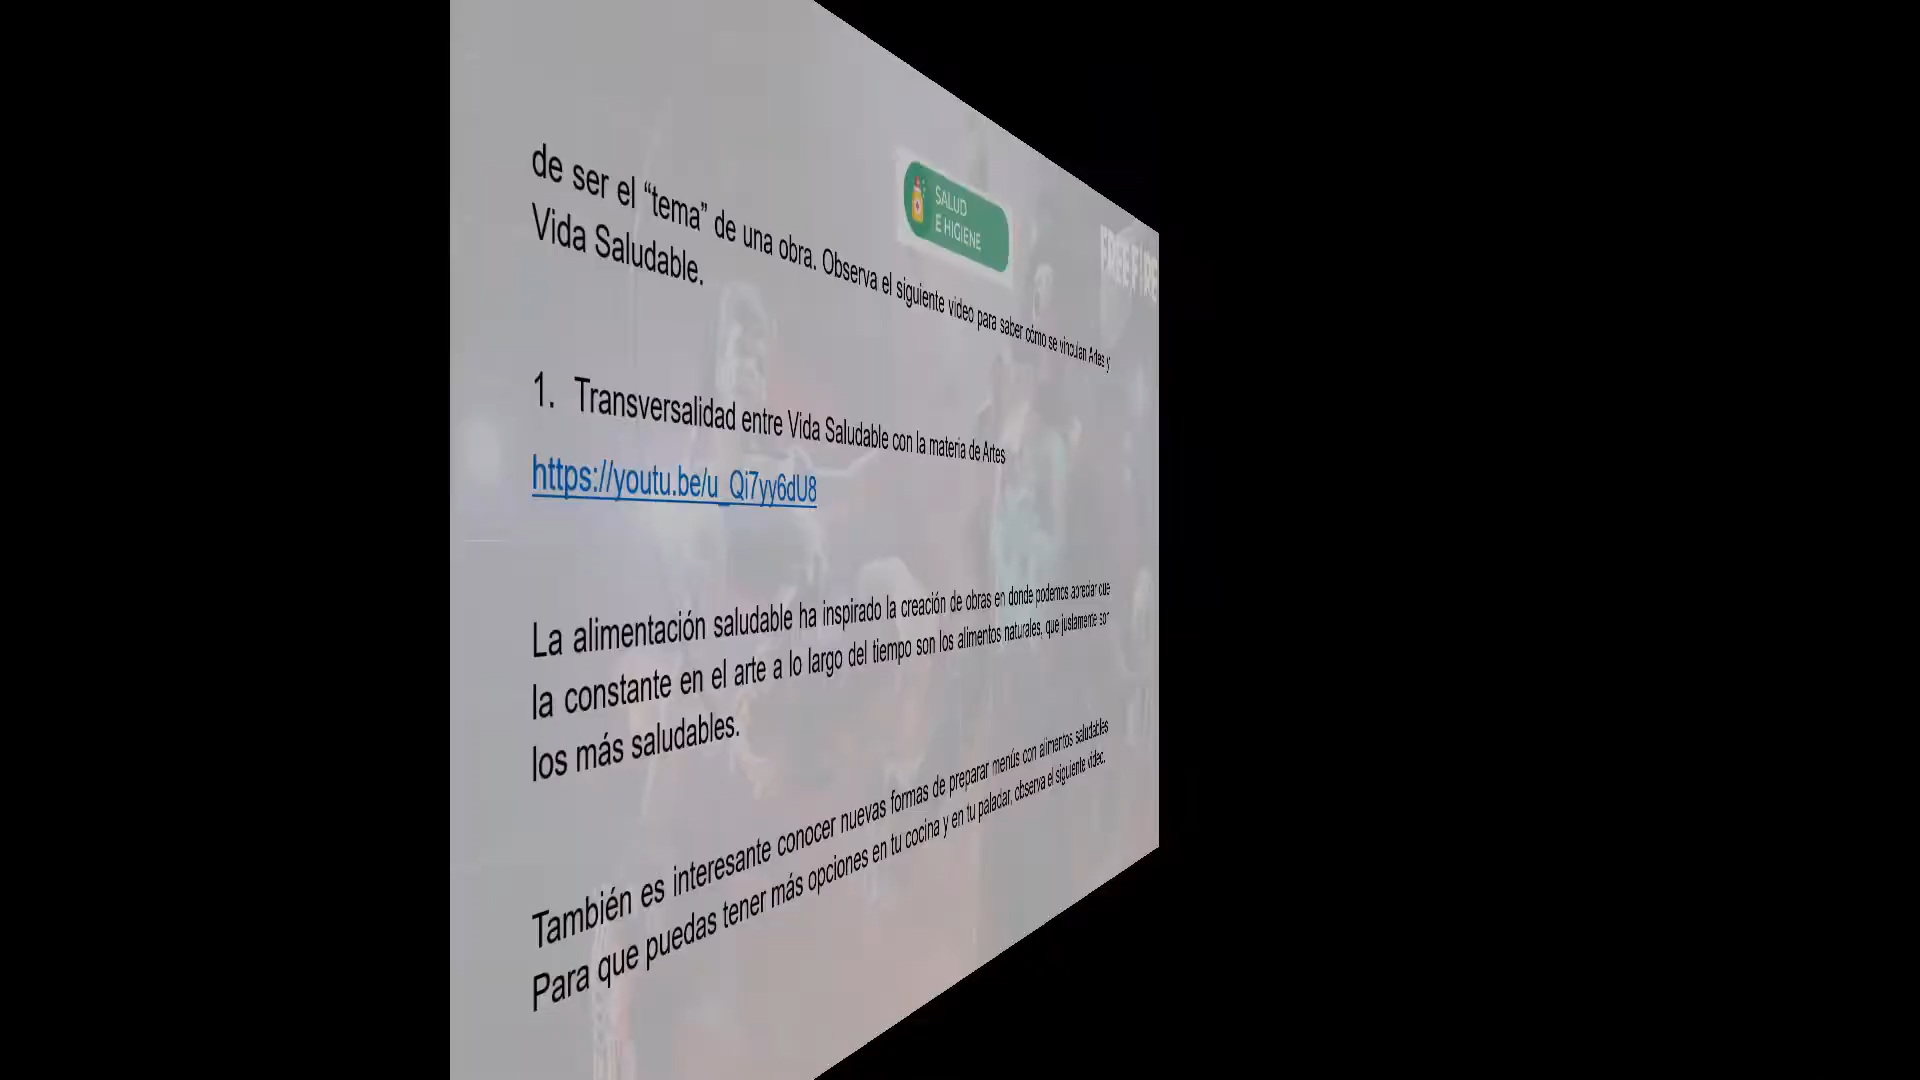 SALUD
E HIGIENE
FREE FIRE
de ser el “tema” de una obra. Observa el siguiente video para saber cómo se vinculan Artes y
Vida Saludable.
1. Transversalidad entre Vida Saludable con la materia de Artes
https://youtu.be/u_Qi7yy6dU8
La alimentación saludable ha inspirado la creación de obras en donde podemos apreciar que
la constante en el arte a lo largo del tiempo son los alimentos naturales, que justamente son
los más saludables.
También es interesante conocer nuevas formas de preparar menús con alimentos saludables
Para que puedas tener más opciones en tu cocina y en tu paladar, observa el siguiente video.